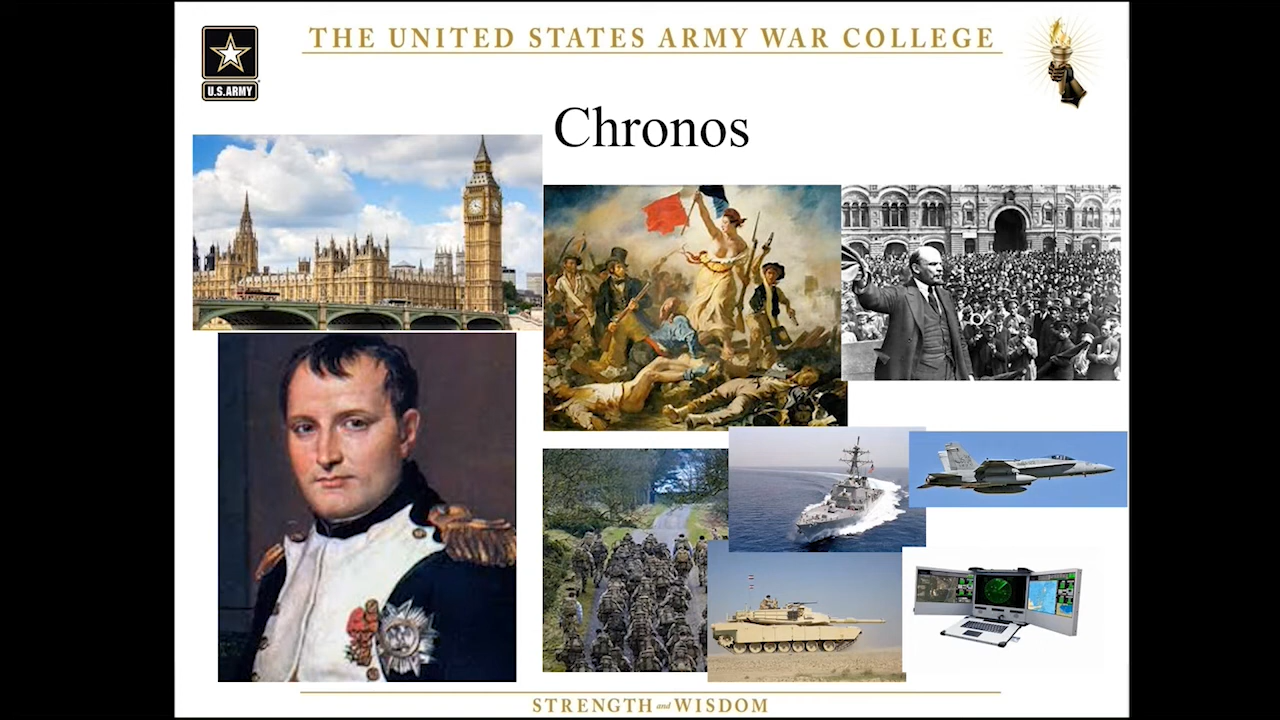 THE UNITED STATES ARMY WAR COLLEGE
U.S.ARMY
Chronos
STRENGTH and WISDOM